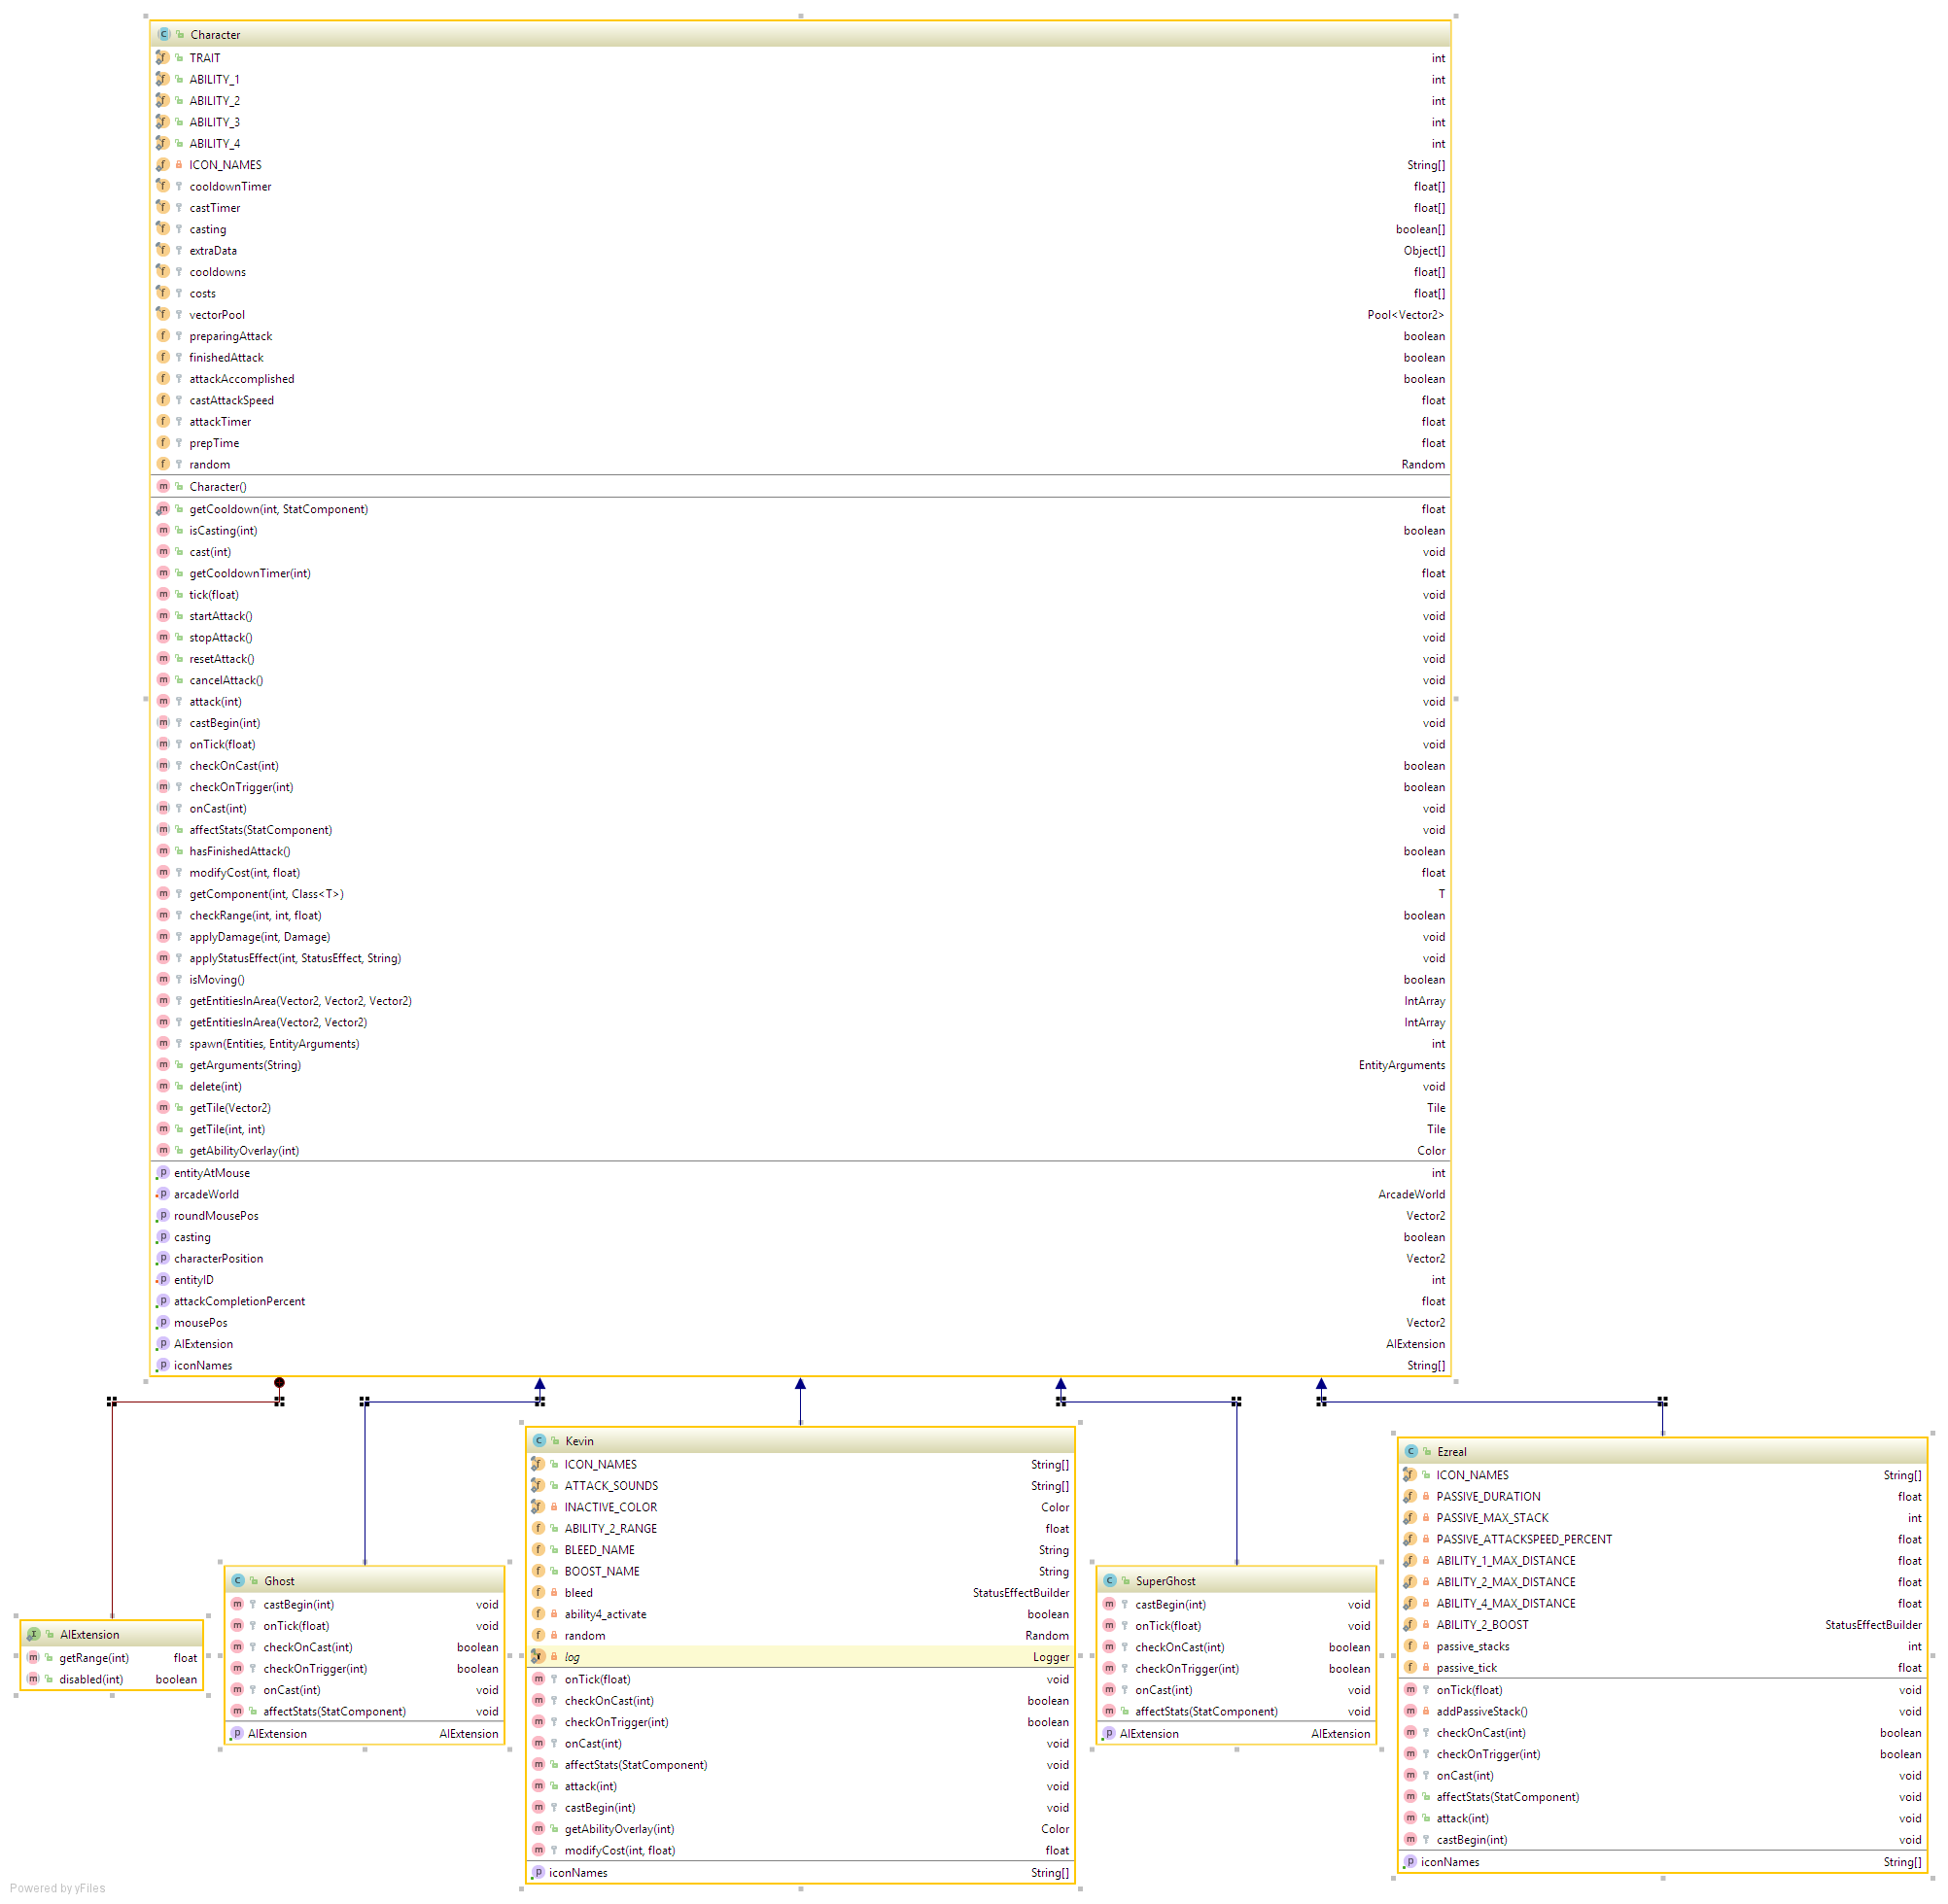 Character
TRAIT int
ABILITY_1 int
ABILITY_2 int
ABILITY_3 int
ABILITY_4 int
ICON_NAMES String[]
cooldownTimer float[]
castTimer float[]
casting boolean[]
extraData Object[]
cooldowns float[]
costs float[]
vectorPool Pool<Vector2>
preparingAttack boolean
finishedAttack boolean
attackAccomplished boolean
castAttackSpeed float
attackTimer float
prepTime float
random Random
Character()
getCooldown(int, StatComponent) float
isCasting(int) boolean
cast(int) void
getCooldownTimer(int) float
tick(float) void
startAttack() void
stopAttack() void
resetAttack() void
cancelAttack() void
attack(int) void
castBegin(int) void
onTick(float) void
checkOnCast(int) boolean
checkOnTrigger(int) boolean
onCast(int) void
affectStats(StatComponent) void
hasFinishedAttack() boolean
modifyCost(int, float) float
getComponent(int, Class<T>) T
checkRange(int, int, float) boolean
applyDamage(int, Damage) void
applyStatusEffect(int, StatusEffect, String) void
isMoving() boolean
getEntitiesInArea(Vector2, Vector2, Vector2) IntArray
getEntitiesInArea(Vector2, Vector2) IntArray
spawn(Entities, EntityArguments) int
getArguments(String) EntityArguments
delete(int) void
getTile(Vector2) Tile
getTile(int, int) Tile
getAbilityOverlay(int) Color
entityAtMouse int
arcadeWorld ArcadeWorld
roundMousePos Vector2
casting boolean
characterPosition Vector2
entityID int
attackCompletionPercent float
mousePos Vector2
AIExtension AIExtension
iconNames String[]
AIExtension
getRange(int) float
disabled(int) boolean
Ghost
castBegin(int) void
onTick(float) void
checkOnCast(int) boolean
checkOnTrigger(int) boolean
onCast(int) void
affectStats(StatComponent) void
AIExtension AIExtension
Kevin
ICON_NAMES String[]
ATTACK_SOUNDS String[]
INACTIVE_COLOR Color
ABILITY_2_RANGE float
BLEED_NAME String
BOOST_NAME String
bleed StatusEffectBuilder
ability4_activate boolean
random Random
log Logger
onTick(float) void
checkOnCast(int) boolean
checkOnTrigger(int) boolean
onCast(int) void
affectStats(StatComponent) void
attack(int) void
castBegin(int) void
getAbilityOverlay(int) Color
modifyCost(int, float) float
iconNames String[]
SuperGhost
castBegin(int) void
onTick(float) void
checkOnCast(int) boolean
checkOnTrigger(int) boolean
onCast(int) void
affectStats(StatComponent) void
AIExtension AIExtension
Ezreal
ICON_NAMES String[]
PASSIVE_DURATION float
PASSIVE_MAX_STACK int
PASSIVE_ATTACKSPEED_PERCENT float
ABILITY_1_MAX_DISTANCE float
ABILITY_2_MAX_DISTANCE float
ABILITY_4_MAX_DISTANCE float
ABILITY_2_BOOST StatusEffectBuilder
passive_stacks int
passive_tick float
onTick(float) void
addPassiveStack() void
checkOnCast(int) boolean
checkOnTrigger(int) boolean
onCast(int) void
affectStats(StatComponent) void
attack(int) void
castBegin(int) void
iconNames String[]
Powered by yFiles